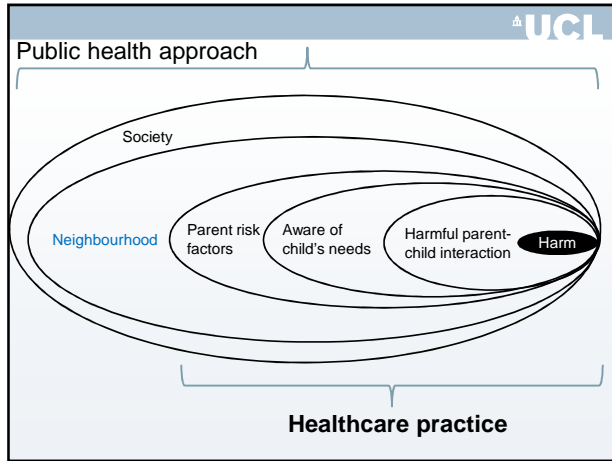 UCL
Public health approach
Society
Neighbourhood
Parent risk
factors
Aware of
child's needs
Harmful parent-
child interaction
Harm
Healthcare practice